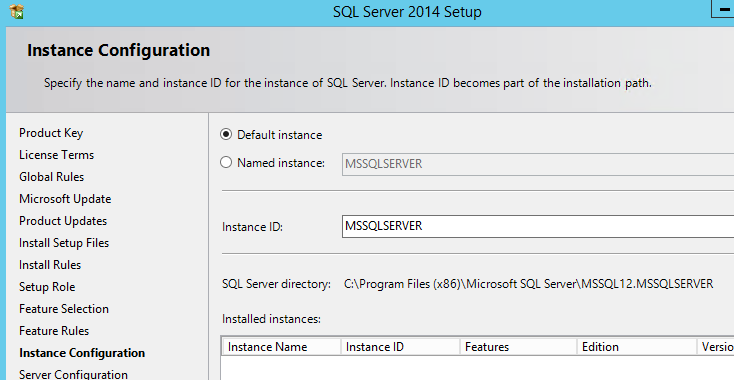 SQL Server 2014 Setup
Instance Configuration
Specify the name and instance ID for the instance of SQL Server. Instance ID becomes part of the installation path.
Product Key
License Terms
Global Rules
Microsoft Update
Product Updates
Install Setup Files
Install Rules
Setup Role
Feature Selection
Feature Rules
Instance Configuration
Server Configuration
Default instance
Named instance: MSSQLSERVER
Instance ID: MSSQLSERVER
SQL Server directory: C:\Program Files (x86)\Microsoft SQL Server\MSSQL12.MSSQLSERVER
Installed instances:
Instance Name Instance ID Features Edition Versio